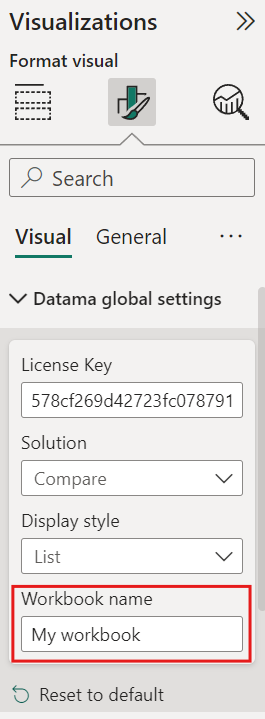 Visualizations
Format visual
Search
Visual General ...
Datama global settings
License Key
578cf269d42723fc078791
Solution
Compare
Display style
List
Workbook name
My workbook
Reset to default